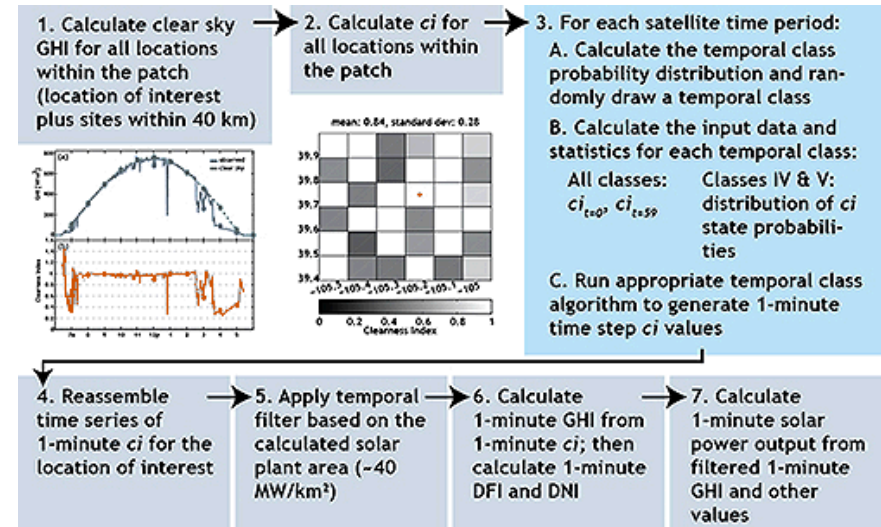 1. Calculate clear sky
GHI for all locations
within the patch
(location of interest
plus sites within 40 km)
2. Calculate ci for
all locations within
the patch
3. For each satellite time period:
A. Calculate the temporal class
probability distribution and ran-
domly draw a temporal class
B. Calculate the input data and
statistics for each temporal class:
All classes:
ci t=0, ci t=59
Classes IV & V:
distribution of ci
state probabili-
ties
C. Run appropriate temporal class
algorithm to generate 1-minute
time step ci values
(a)
observed
clear sky
Clearness Index
mean: 0.84, standard dev: 0.28
39.9
39.8
39.7
39.6
39.5
39.4
0 0.2 0.4 0.6 0.8 1
Clearness Index
4. Reassemble
time series of
1-minute ci for the
location of interest
5. Apply temporal
filter based on the
calculated solar
plant area (~40
MW/km²)
6. Calculate
1-minute GHI from
1-minute ci; then
calculate 1-minute
DFI and DNI
7. Calculate
1-minute solar
power output from
filtered 1-minute
GHI and other
values